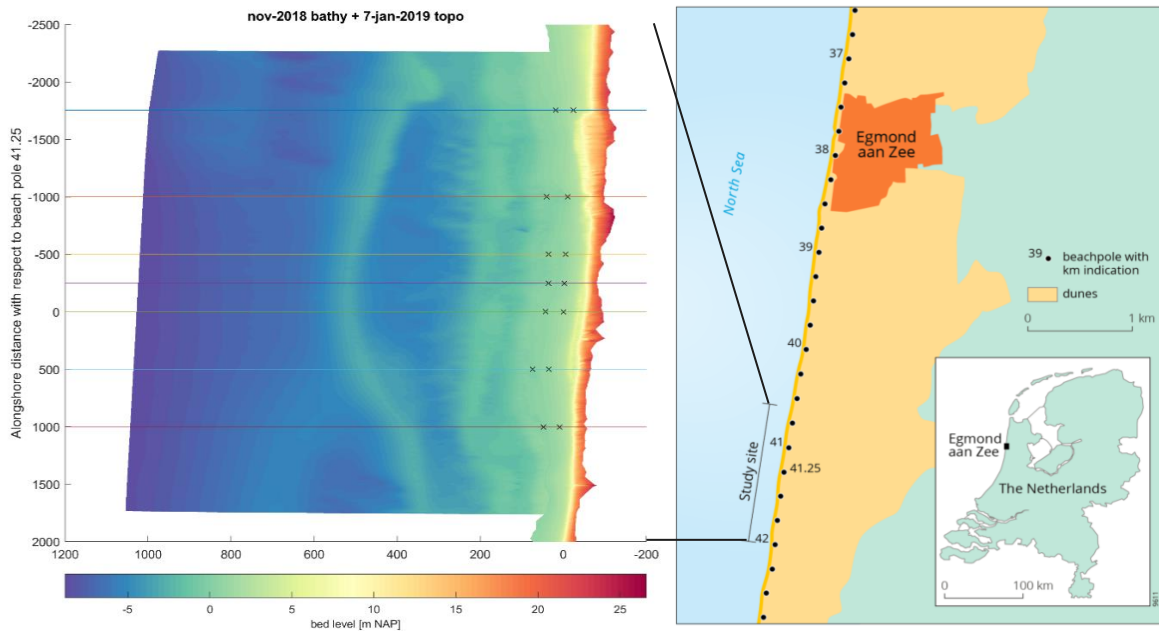 nov-2018 bathy + 7-jan-2019 topo
Alongshore distance with respect to beach pole 41.25
-2500
-2000
-1500
-1000
-500
0
500
1000
1500
2000
1200
1000
800
600
400
200
0
-200
-5
0
5
10
15
20
25
bed level [m NAP]
37
Egmond
aan Zee
38
North Sea
39
39
beachpole with
km indication
dunes
0
1 km
40
41
41.25
Study site
42
Egmond
aan Zee
The Netherlands
0
100 km
9611